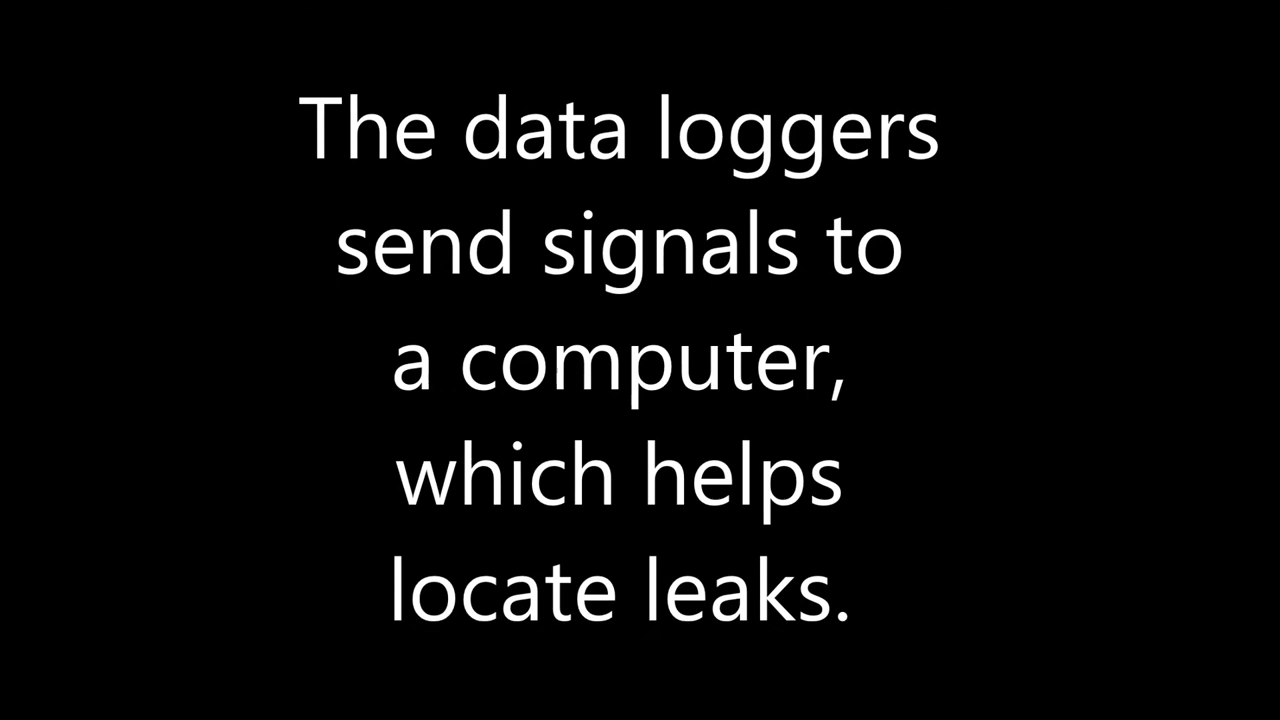 The data loggers
send signals to
a computer,
which helps
locate leaks.